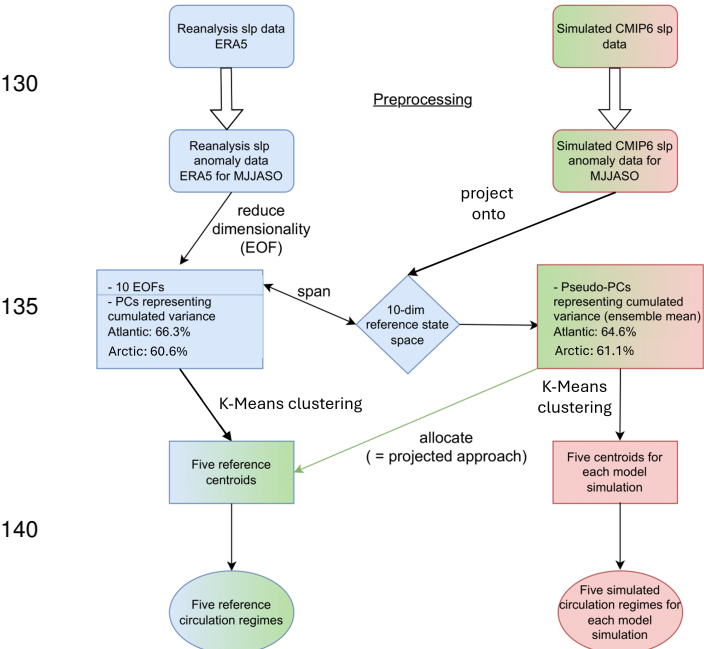 Reanalysis slp data
ERA5
Simulated CMIP6 slp
data
130
Preprocessing
Reanalysis slp
anomaly data
ERA5 for MJJASO
Simulated CMIP6 slp
anomaly data for
MJJASO
project
onto
reduce
dimensionality
(EOF)
135
- 10 EOFs
- PCs representing
cumulated variance
Atlantic: 66.3%
Arctic: 60.6%
span
10-dim
reference state
space
- Pseudo-PCs
representing cumulated
variance (ensemble mean)
Atlantic: 64.6%
Arctic: 61.1%
K-Means clustering
K-Means
clustering
allocate
( = projected approach)
Five reference
centroids
Five centroids for
each model
simulation
140
Five reference
circulation regimes
Five simulated
circulation regimes for
each model
simulation